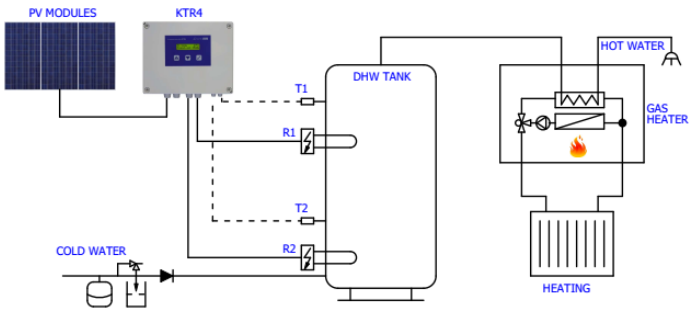 PV MODULES
KTR4
HOT WATER
DHW TANK
T1
GAS
HEATER
R1
T2
COLD WATER
R2
HEATING